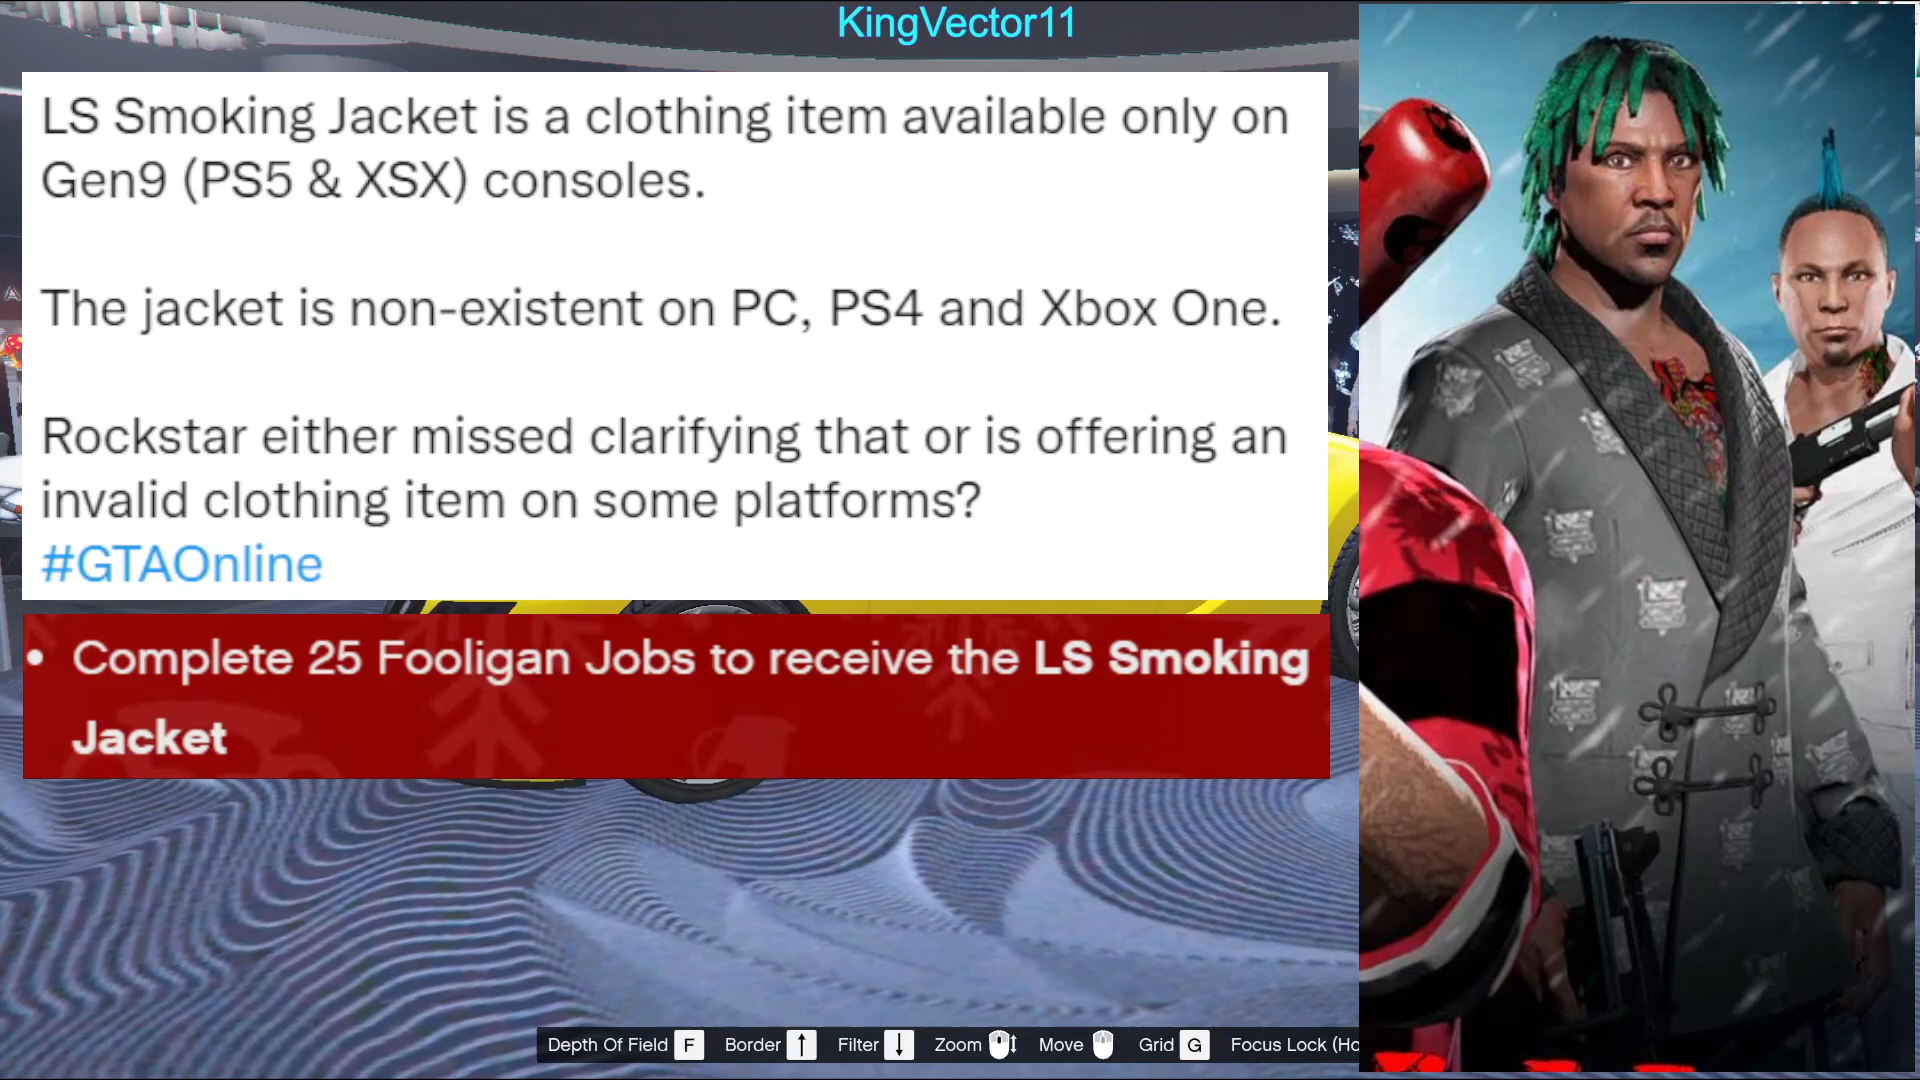 KingVector11
LS Smoking Jacket is a clothing item available only on
Gen9 (PS5 & XSX) consoles.
The jacket is non-existent on PC, PS4 and Xbox One.
Rockstar either missed clarifying that or is offering an
invalid clothing item on some platforms?
#GTAOnline
• Complete 25 Fooligan Jobs to receive the LS Smoking
Jacket
Depth Of Field F Border ↑ Filter ↓ Zoom Move Grid G Focus Lock (Ho